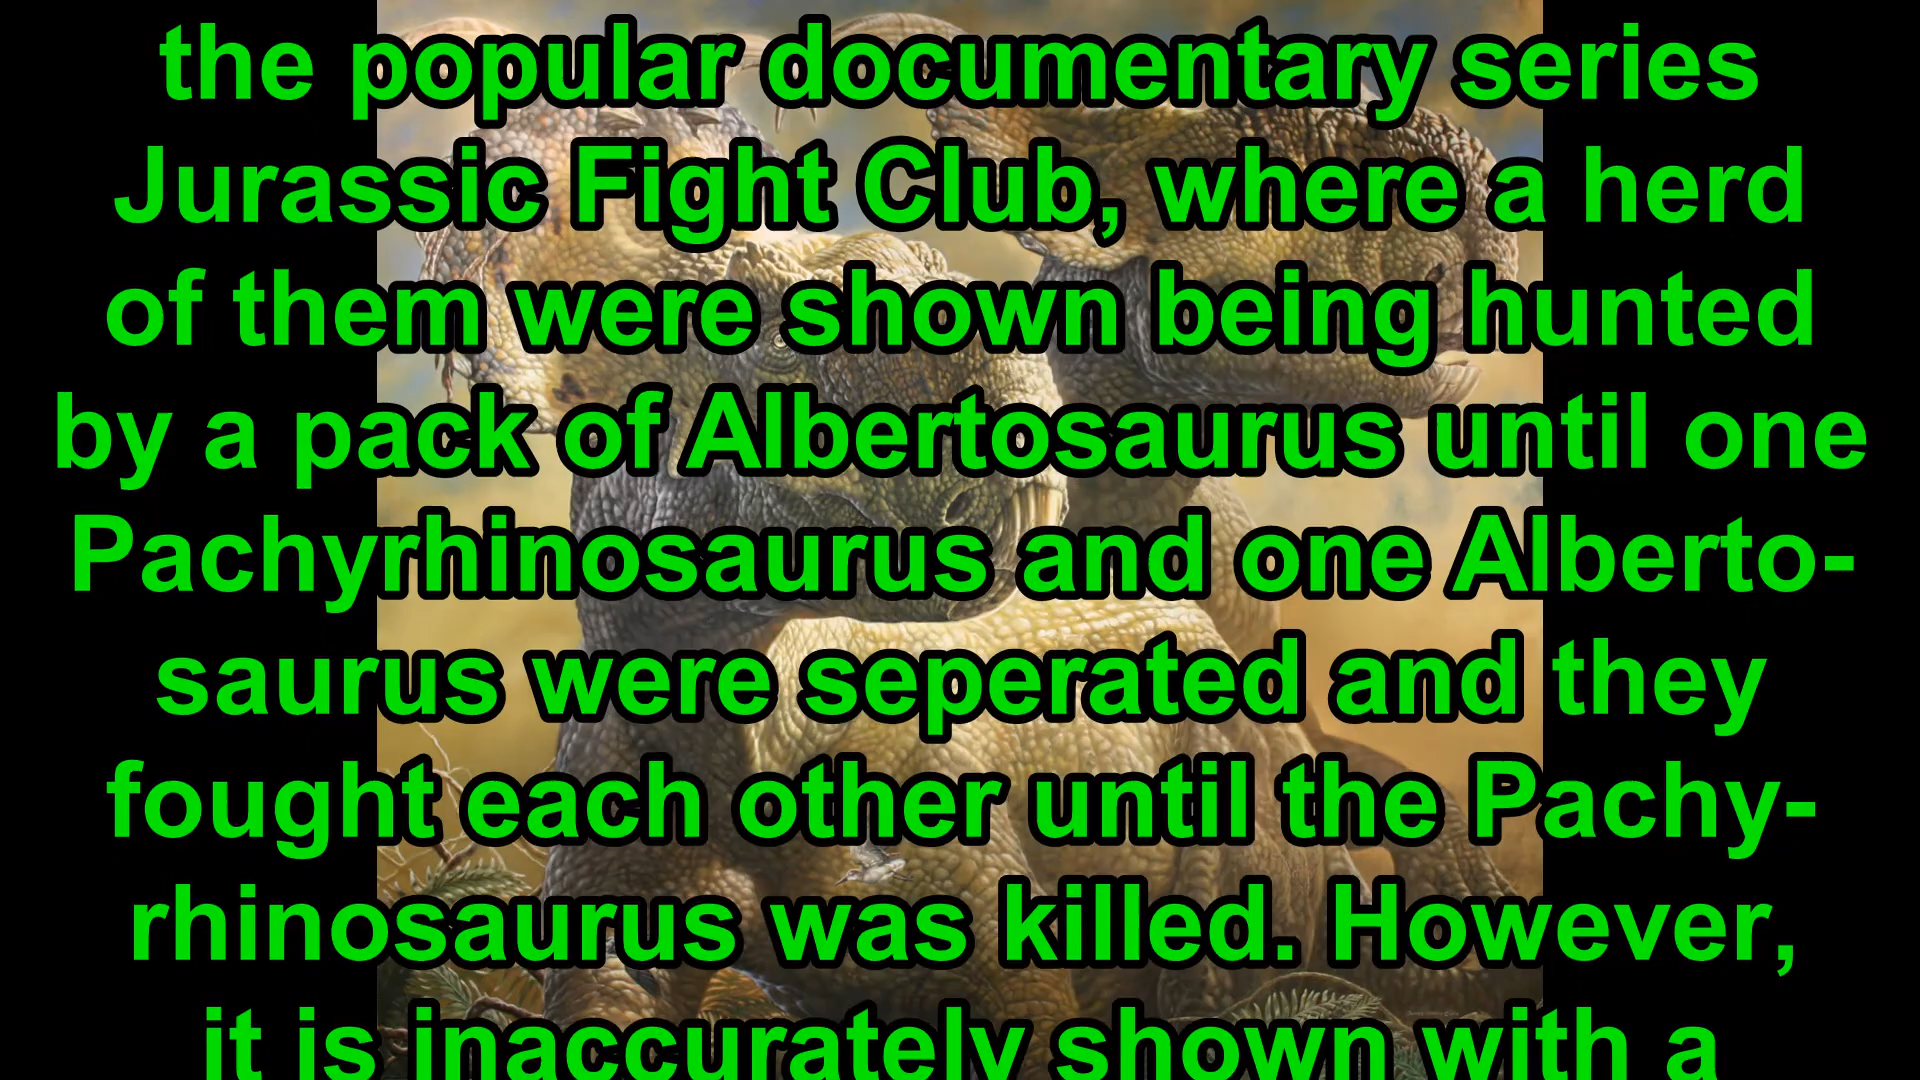 the popular documentary series
Jurassic Fight Club, where a herd
of them were shown being hunted
by a pack of Albertosaurus until one
Pachyrhinosaurus and one Alberto-
saurus were seperated and they
fought each other until the Pachy-
rhinosaurus was killed. However,
it is inaccurately shown with a